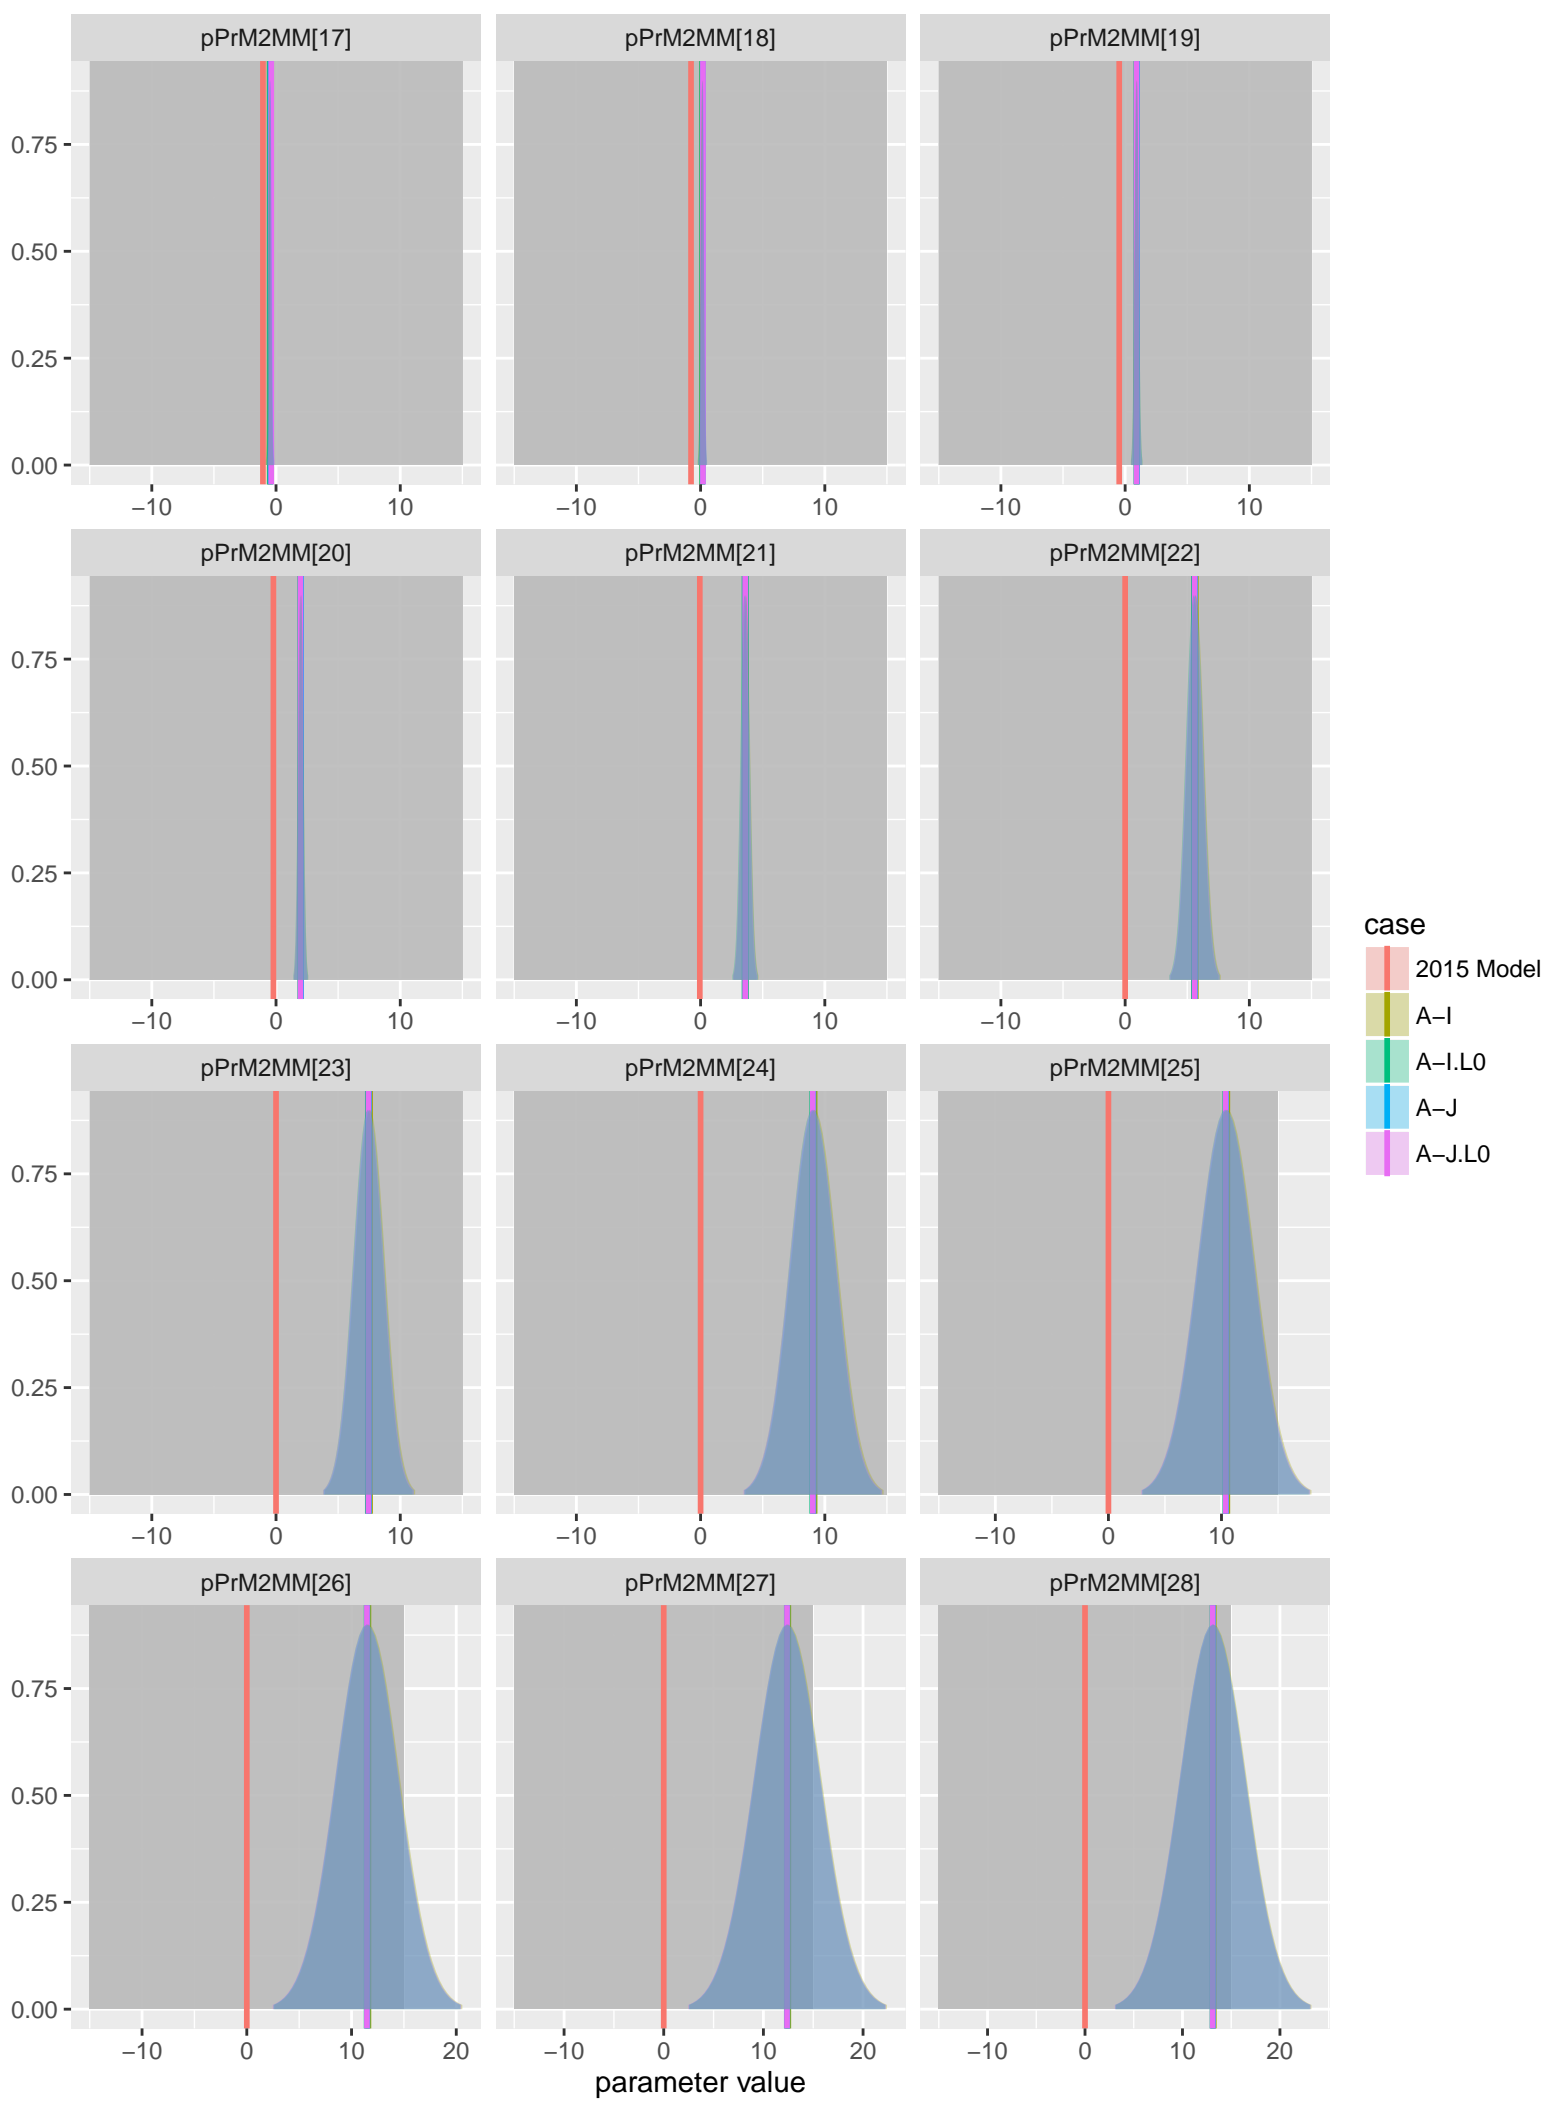 pPrM2MM[17] pPrM2MM[18] pPrM2MM[19]
0.75
0.50
0.25
0.00
−10 0 10 −10 0 10 −10 0 10
pPrM2MM[20] pPrM2MM[21] pPrM2MM[22]
0.75
0.50
0.25
0.00
−10 0 10 −10 0 10 −10 0 10
case
2015 Model
A−I
A−I.L0
A−J
A−J.L0
pPrM2MM[23] pPrM2MM[24] pPrM2MM[25]
0.75
0.50
0.25
0.00
−10 0 10 −10 0 10 −10 0 10
pPrM2MM[26] pPrM2MM[27] pPrM2MM[28]
0.75
0.50
0.25
0.00
−10 0 10 20 −10 0 10 20 −10 0 10 20
parameter value